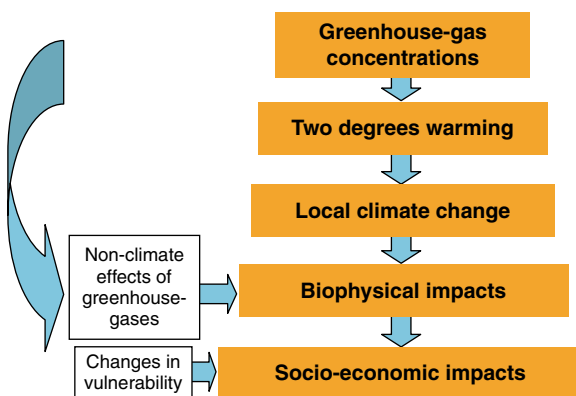 Greenhouse-gas
concentrations
Two degrees warming
Local climate change
Non-climate
effects of
greenhouse-
gases
Biophysical impacts
Changes in
vulnerability
Socio-economic impacts